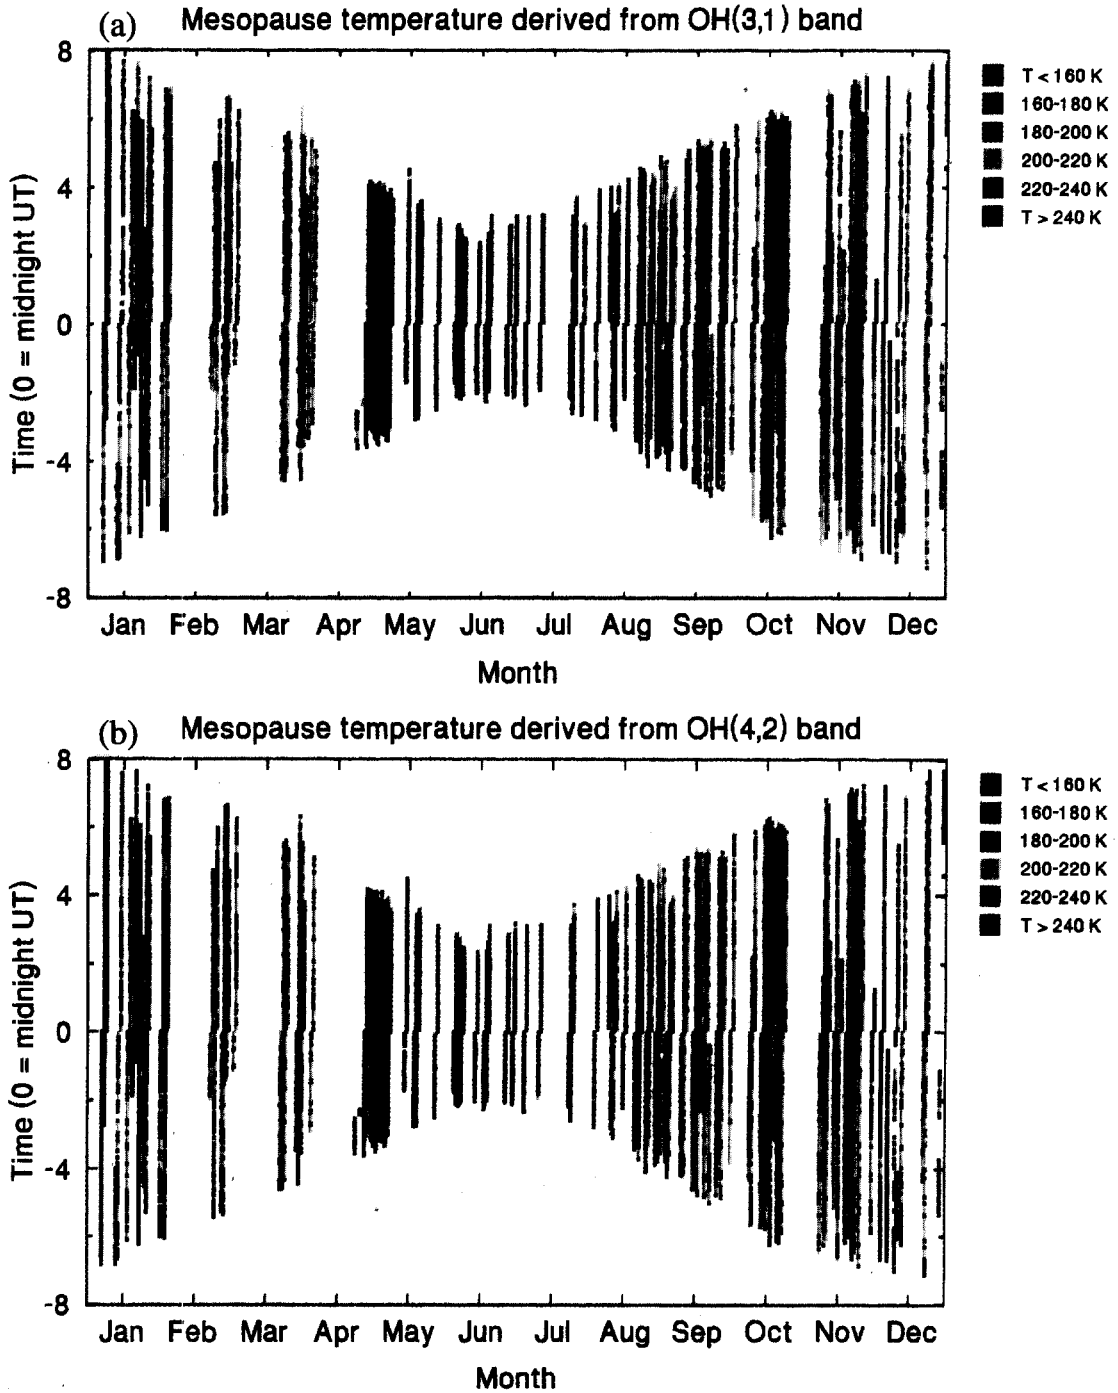 (a) Mesopause temperature derived from OH(3,1) band
8
4
0
-4
-8
Time (0 = midnight UT)
Jan Feb Mar Apr May Jun Jul Aug Sep Oct Nov Dec
Month
T < 160 K
160-180 K
180-200 K
200-220 K
220-240 K
T > 240 K
(b) Mesopause temperature derived from OH(4,2) band
8
4
0
-4
-8
Time (0 = midnight UT)
Jan Feb Mar Apr May Jun Jul Aug Sep Oct Nov Dec
Month
T < 160 K
160-180 K
180-200 K
200-220 K
220-240 K
T > 240 K